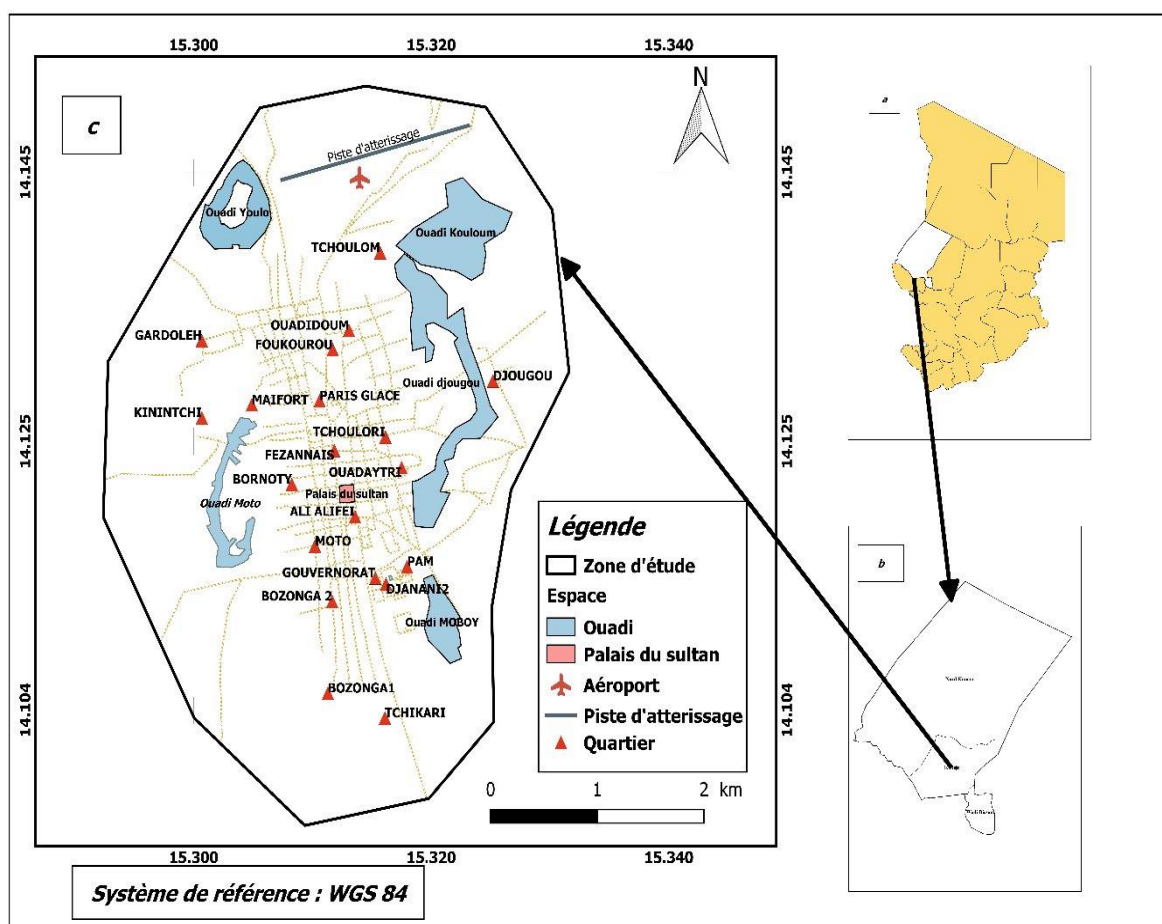 15.300 15.320 15.340
N
c
a
Piste d'atterissage
14.145
14.145
Ouadi Youlo
Ouadi Kouloum
TCHOULOM
OUADIDOUM
GARDOLEH
FOUKOUROU
Ouadi djougou
DJOUGOU
MAIFORT
PARIS GLACE
KININTCHI
14.125
14.125
TCHOULORI
FEZANNAIS
OUADAYTRI
BORNOTY
Palais du sultan
Ouadi Moto
ALI ALIFEI
MOTO
PAM
GOUVERNORAT
DJANANI2
BOZONGA 2
Ouadi MOBOY
BOZONGA1
TCHIKARI
14.104
14.104
Légende
Zone d'étude
Espace
Ouadi
Palais du sultan
Aéroport
Piste d'atterissage
Quartier
0 1 2 km
15.300 15.320 15.340
Système de référence : WGS 84
b